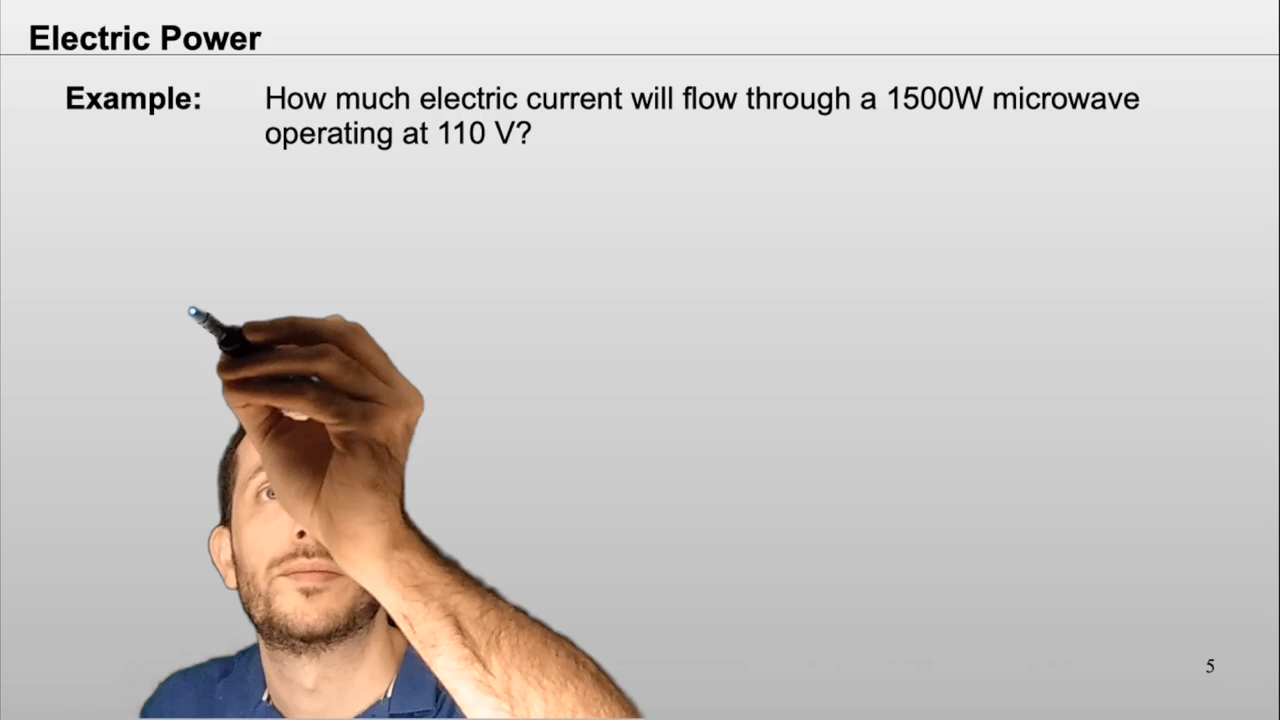 Electric Power
Example: How much electric current will flow through a 1500W microwave
operating at 110 V?
5